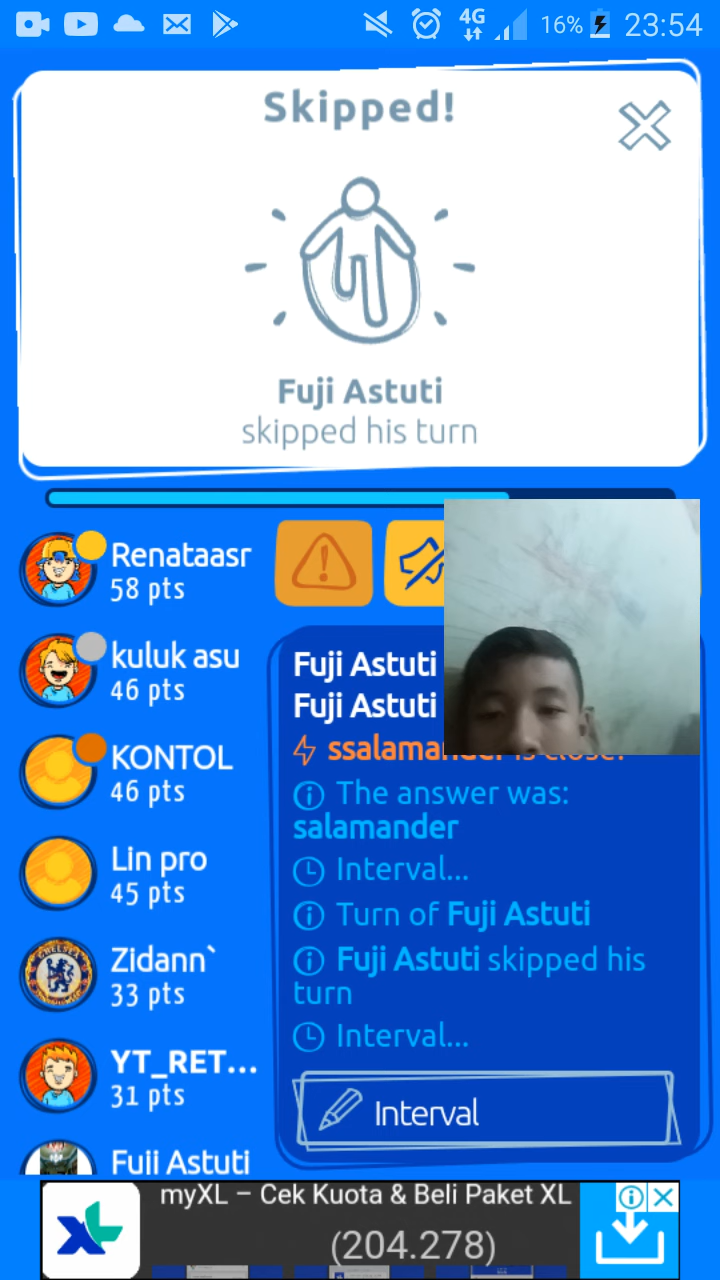 4G 16% 23:54
Skipped!
Fuji Astuti
skipped his turn
Renataasr
58 pts
kuluk asu
46 pts
KONTOL
46 pts
Lin pro
45 pts
Zidann`
33 pts
YT_RET...
31 pts
Fuji Astuti
Fuji Astuti
Fuji Astuti
ssalamander is close!
The answer was:
salamander
Interval...
Turn of Fuji Astuti
Fuji Astuti skipped his
turn
Interval...
Interval
myXL – Cek Kuota & Beli Paket XL
(204.278)